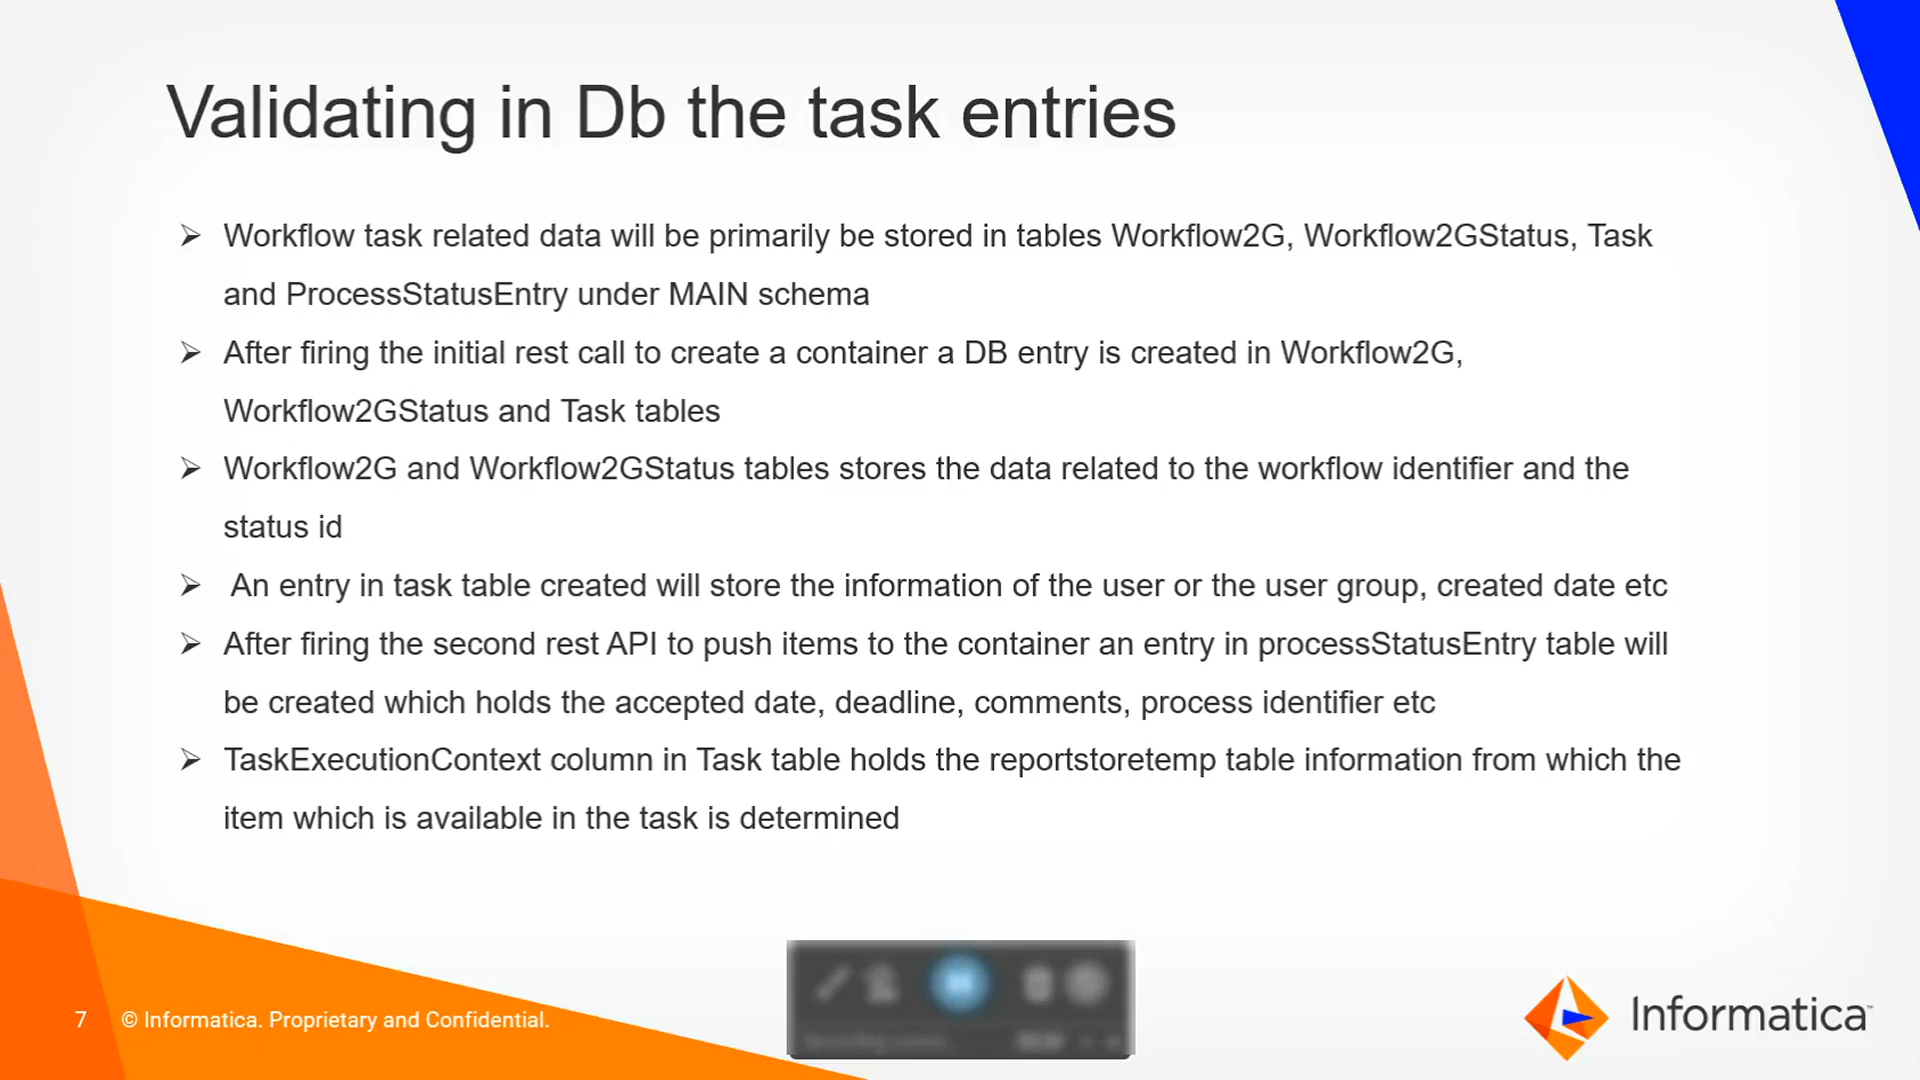 Validating in Db the task entries
➢ Workflow task related data will be primarily be stored in tables Workflow2G, Workflow2GStatus, Task
and ProcessStatusEntry under MAIN schema
➢ After firing the initial rest call to create a container a DB entry is created in Workflow2G,
Workflow2GStatus and Task tables
➢ Workflow2G and Workflow2GStatus tables stores the data related to the workflow identifier and the
status id
➢ An entry in task table created will store the information of the user or the user group, created date etc
➢ After firing the second rest API to push items to the container an entry in processStatusEntry table will
be created which holds the accepted date, deadline, comments, process identifier etc
➢ TaskExecutionContext column in Task table holds the reportstoretemp table information from which the
item which is available in the task is determined
7 © Informatica. Proprietary and Confidential.
Informatica™